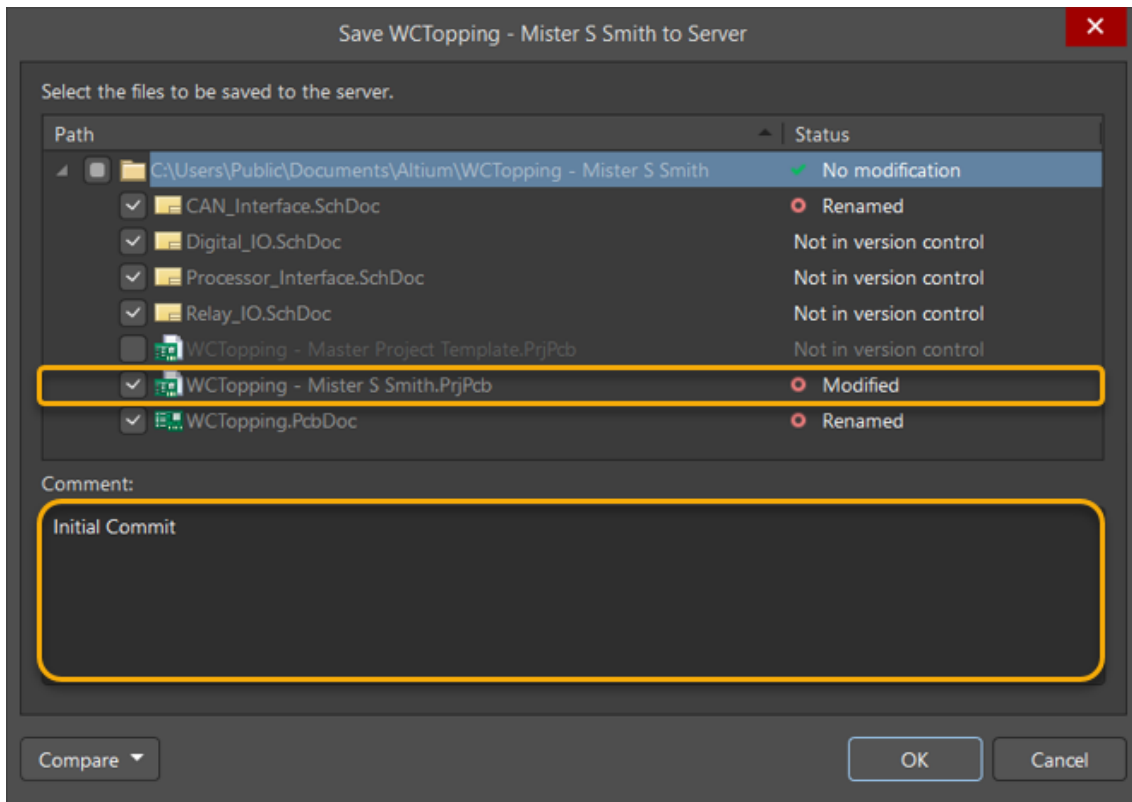 Save WCTopping - Mister S Smith to Server
Select the files to be saved to the server.
Path Status
C:\Users\Public\Documents\Altium\WCTopping - Mister S Smith No modification
CAN_Interface.SchDoc Renamed
Digital_IO.SchDoc Not in version control
Processor_Interface.SchDoc Not in version control
Relay_IO.SchDoc Not in version control
WCTopping - Master Project Template.PrjPcb Not in version control
WCTopping - Mister S Smith.PrjPcb Modified
WCTopping.PcbDoc Renamed
Comment:
Initial Commit
Compare OK Cancel